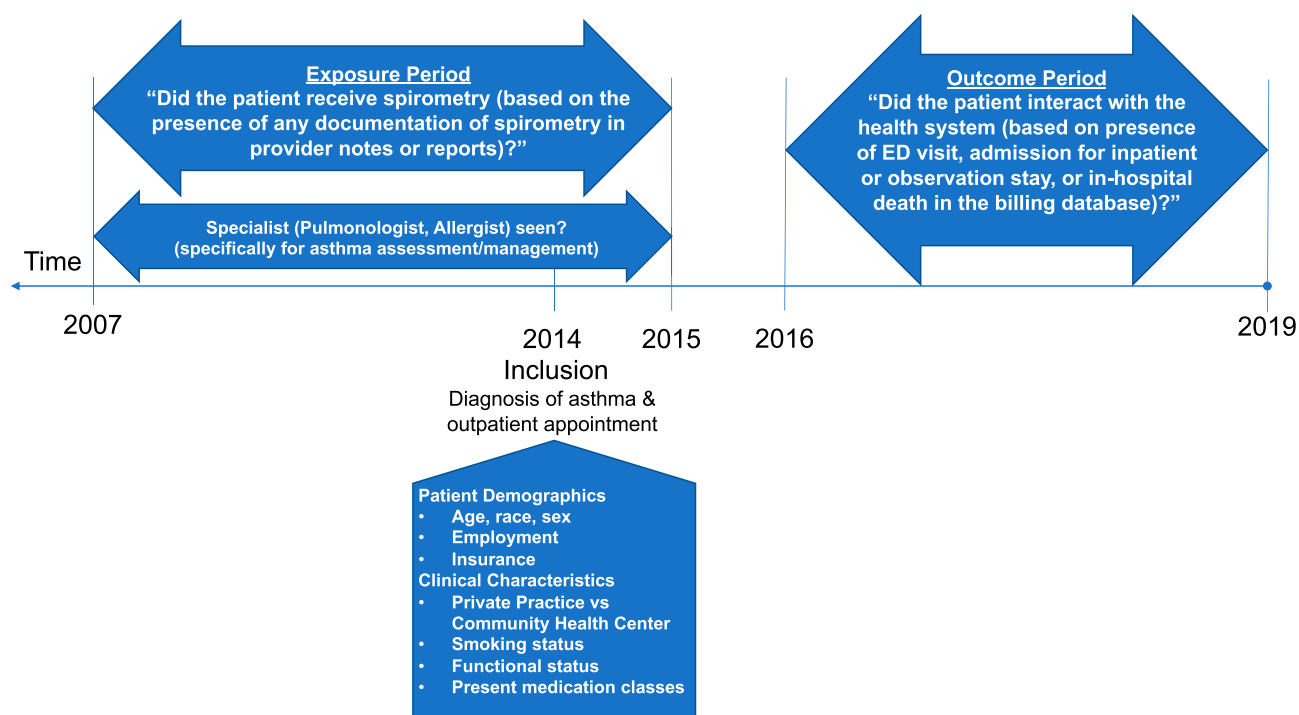 Exposure Period
“Did the patient receive spirometry (based on the
presence of any documentation of spirometry in
provider notes or reports)?”
Outcome Period
“Did the patient interact with the
health system (based on presence
of ED visit, admission for inpatient
or observation stay, or in-hospital
death in the billing database)?”
Specialist (Pulmonologist, Allergist) seen?
(specifically for asthma assessment/management)
Time
2007
2014
2015
2016
2019
Inclusion
Diagnosis of asthma &
outpatient appointment
Patient Demographics
• Age, race, sex
• Employment
• Insurance
Clinical Characteristics
• Private Practice vs
Community Health Center
• Smoking status
• Functional status
• Present medication classes